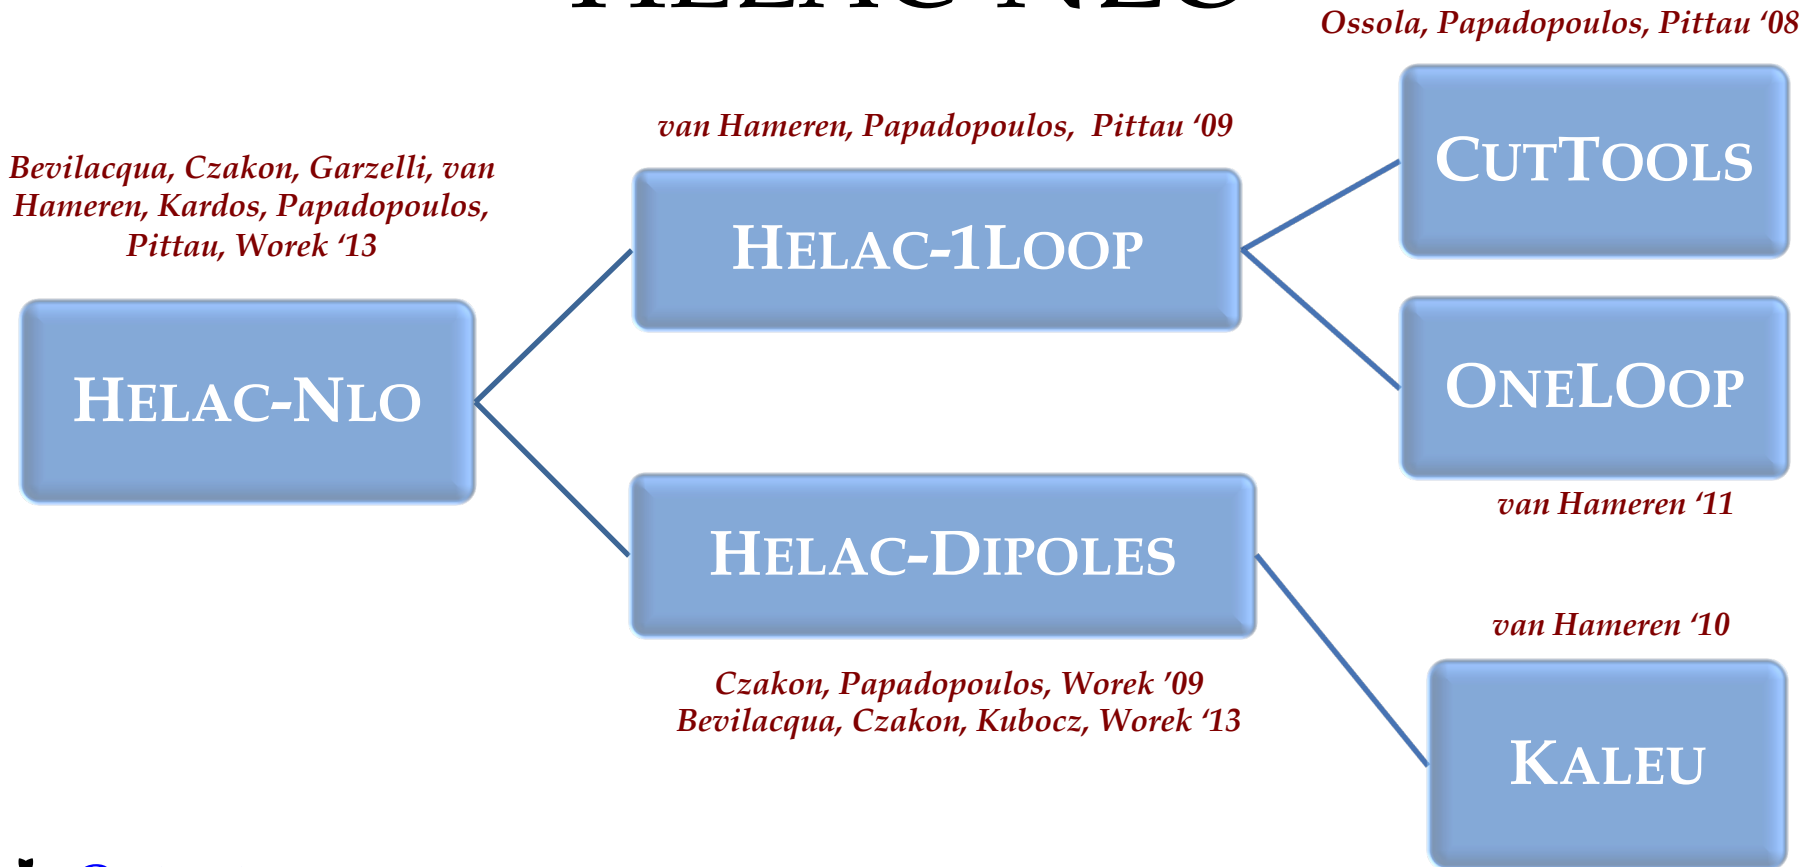 HELAC-NLO
Ossola, Papadopoulos, Pittau ‘08
van Hameren, Papadopoulos, Pittau ‘09
CUTTOOLS
Bevilacqua, Czakon, Garzelli, van
Hameren, Kardos, Papadopoulos,
Pittau, Worek ‘13
HELAC-1LOOP
HELAC-NLO
ONELOOP
van Hameren ‘11
HELAC-DIPOLES
van Hameren ‘10
Czakon, Papadopoulos, Worek ’09
Bevilacqua, Czakon, Kubocz, Worek ‘13
KALEU